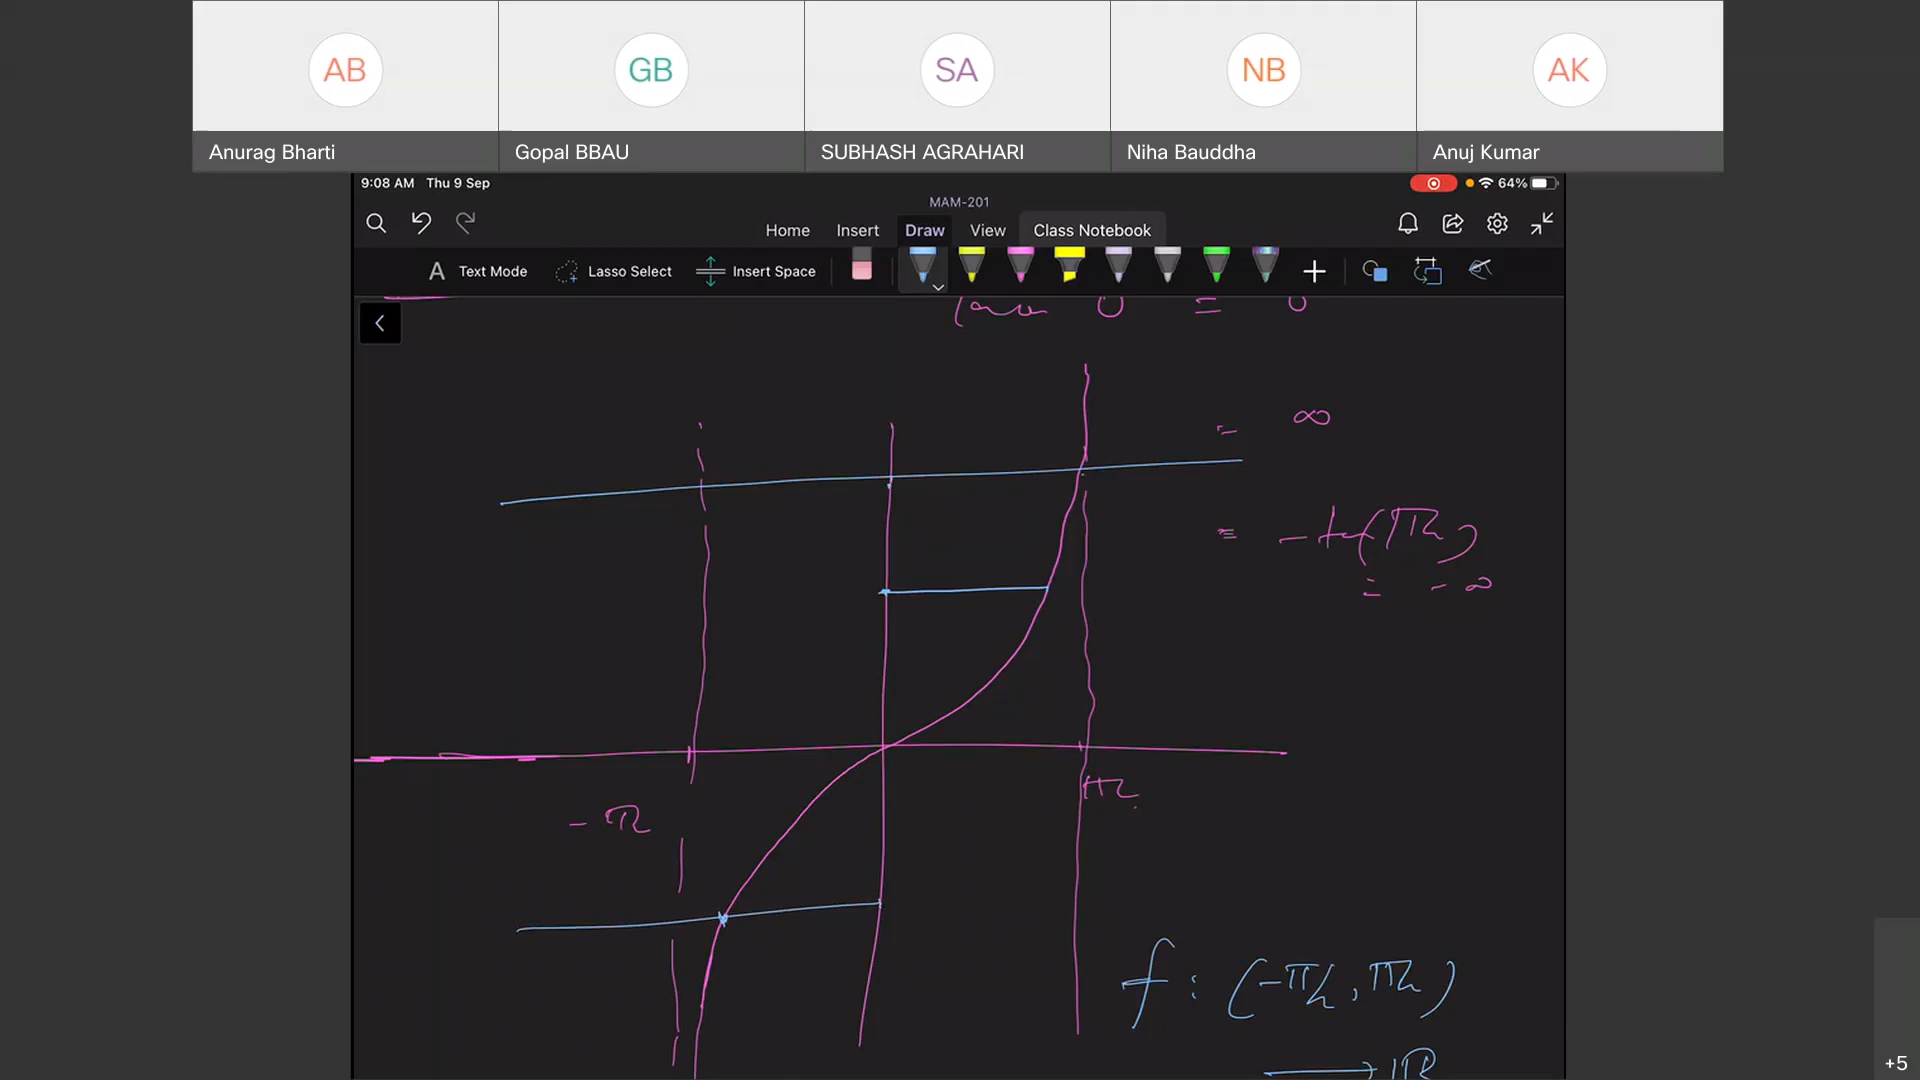 AB GB SA NB AK
Anurag Bharti Gopal BBAU SUBHASH AGRAHARI Niha Bauddha Anuj Kumar
9:08 AM Thu 9 Sep 64%
MAM-201
Home Insert Draw View Class Notebook
A Text Mode Lasso Select Insert Space
0 = 0
= ∞
= - tan(π/2)
= - ∞
- π/2 π/2
f : (-π/2, π/2)
→ ℝ
+5